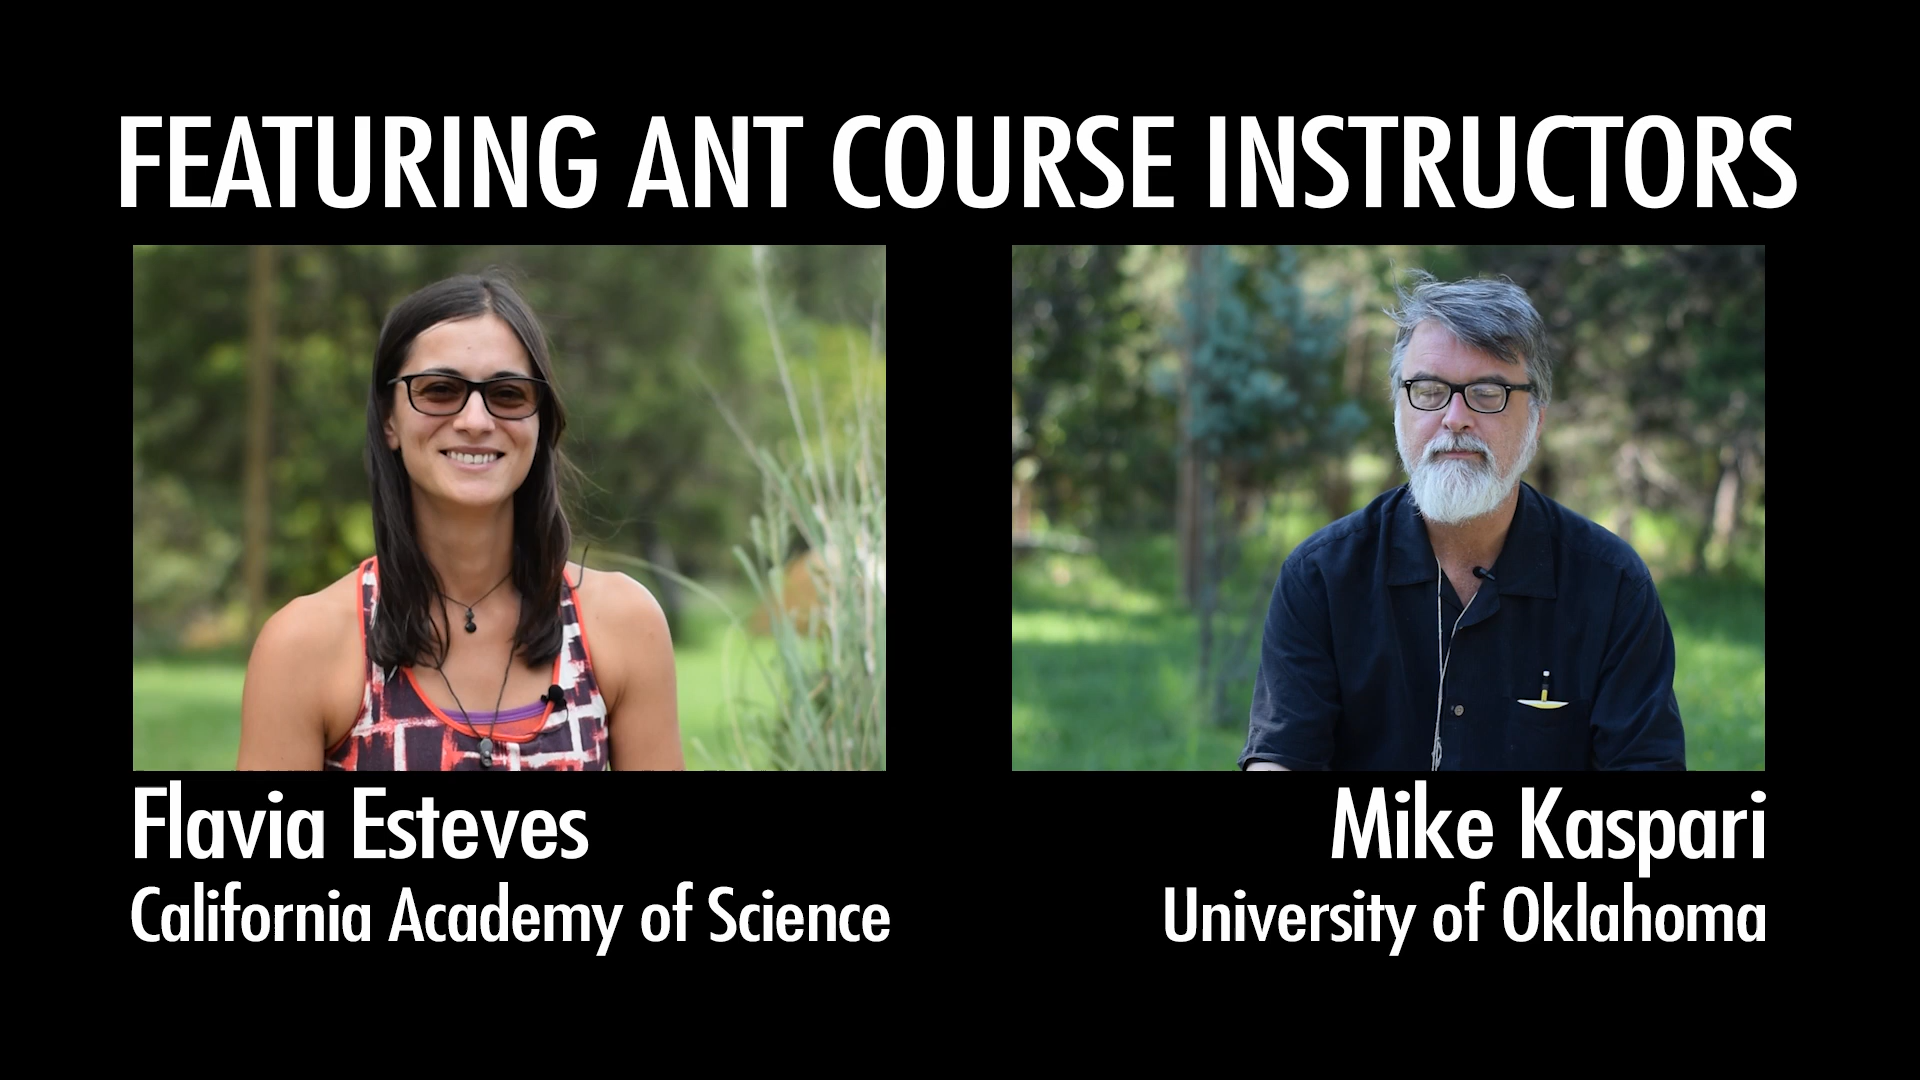 FEATURING ANT COURSE INSTRUCTORS
Flavia Esteves
California Academy of Science
Mike Kaspari
University of Oklahoma